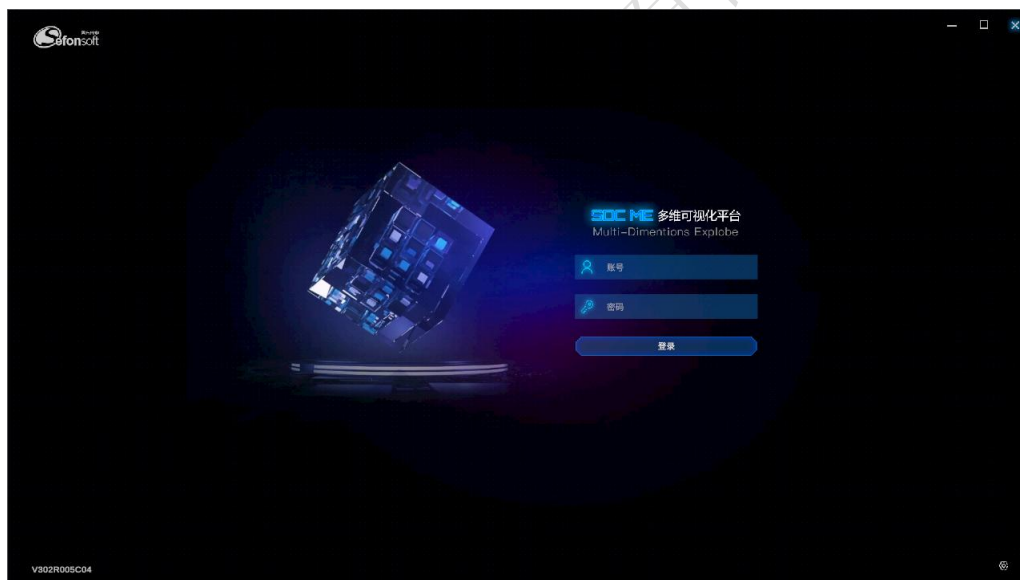 Sefonsoft
SDC ME 多维可视化平台
Multi-Dimentions Explobe
账号
密码
登录
V302R005C04